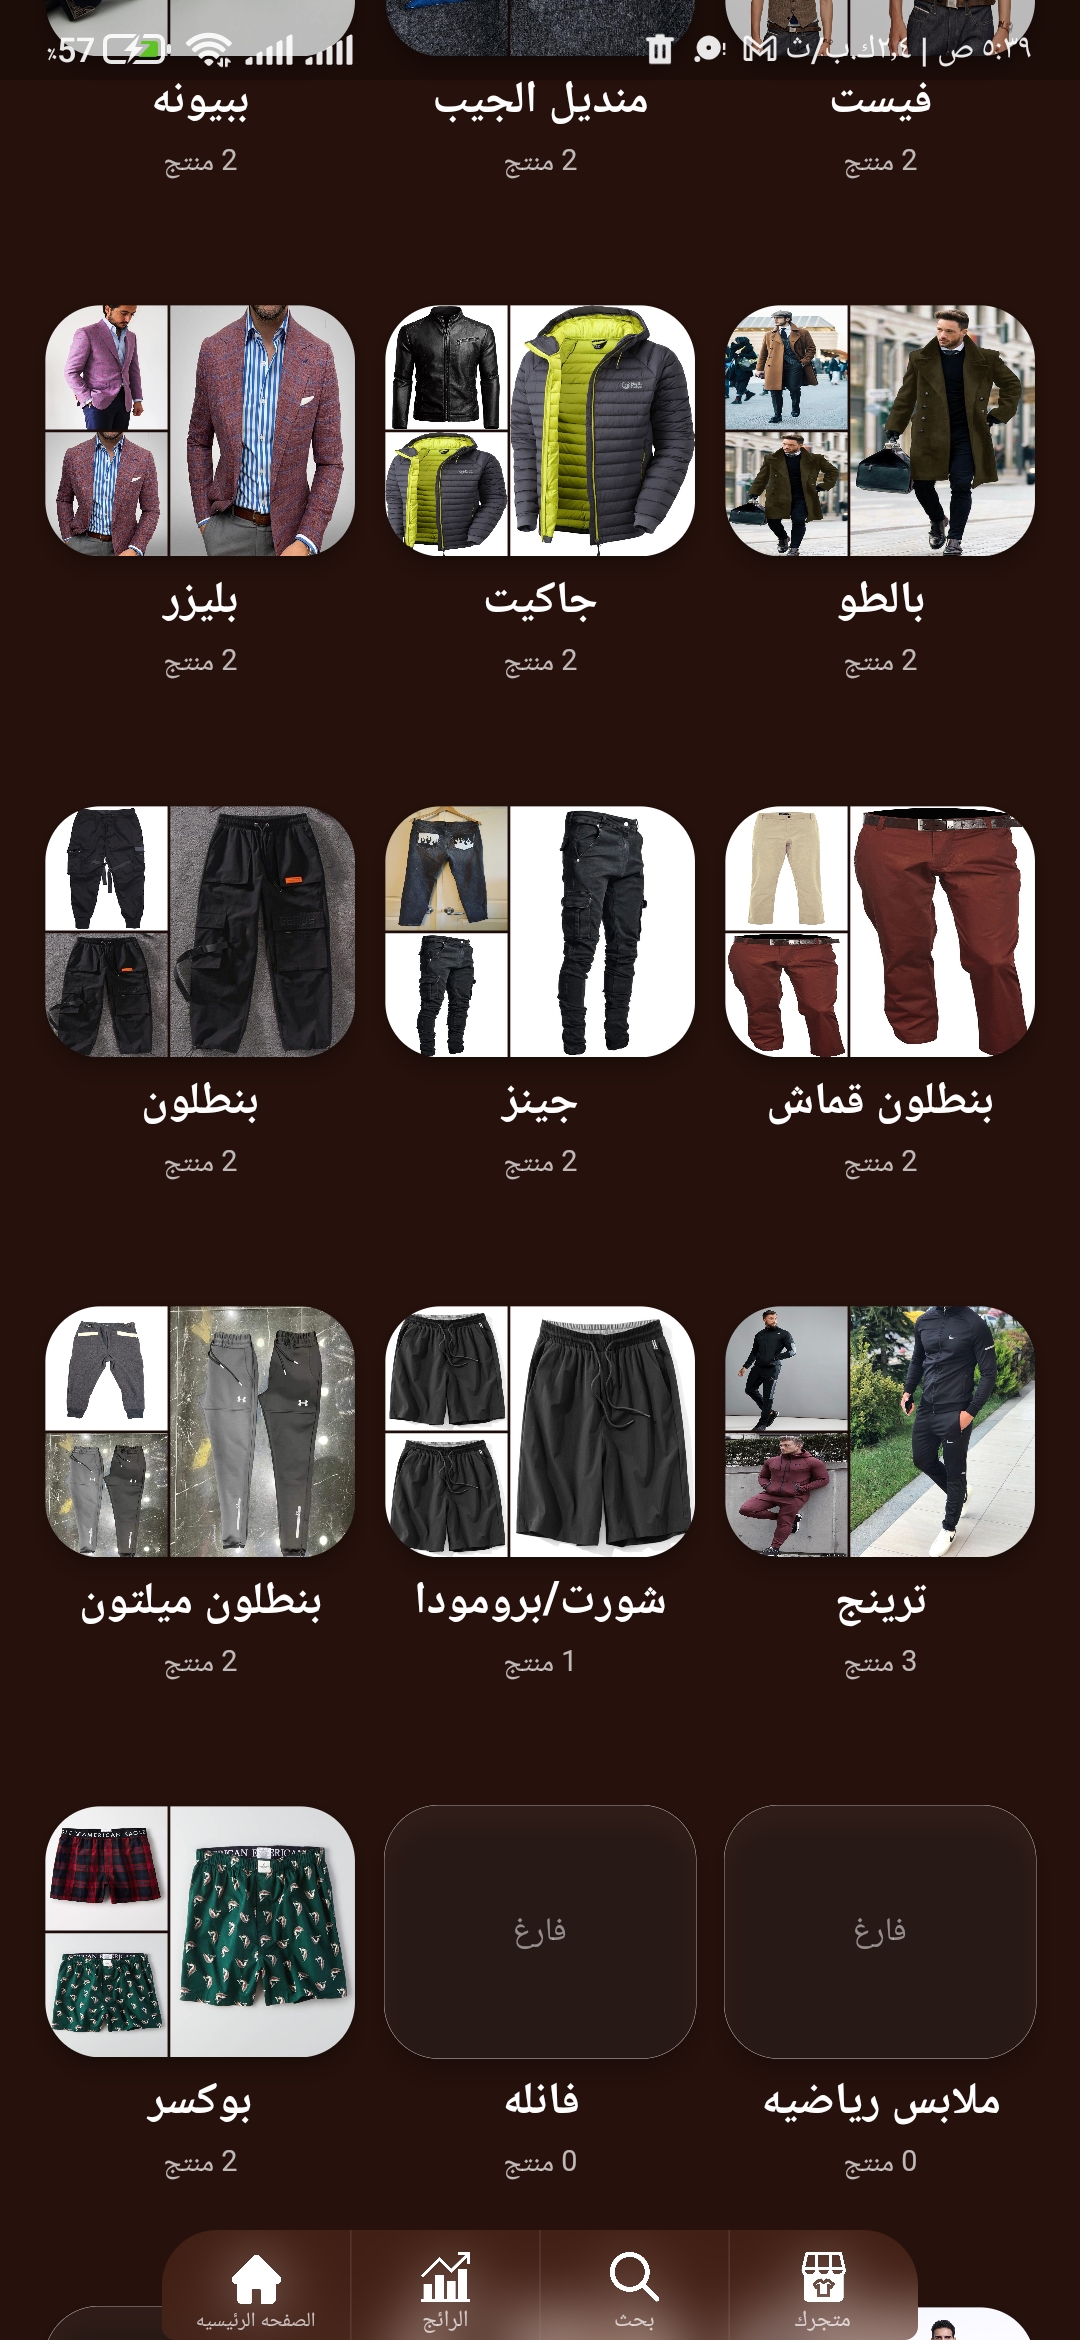 ٥:٣٩ ص | ٢,٤ك.ب/ث
٪57
فيست
منديل الجيب
ببيونه
2 منتج
2 منتج
2 منتج
بالطو
جاكيت
بليزر
2 منتج
2 منتج
2 منتج
بنطلون قماش
جينز
بنطلون
2 منتج
2 منتج
2 منتج
ترينج
شورت/برومودا
بنطلون ميلتون
3 منتج
1 منتج
2 منتج
فارغ
فارغ
ملابس رياضيه
فانله
بوكسر
0 منتج
0 منتج
2 منتج
متجرك
بحث
الرائج
الصفحه الرئيسيه